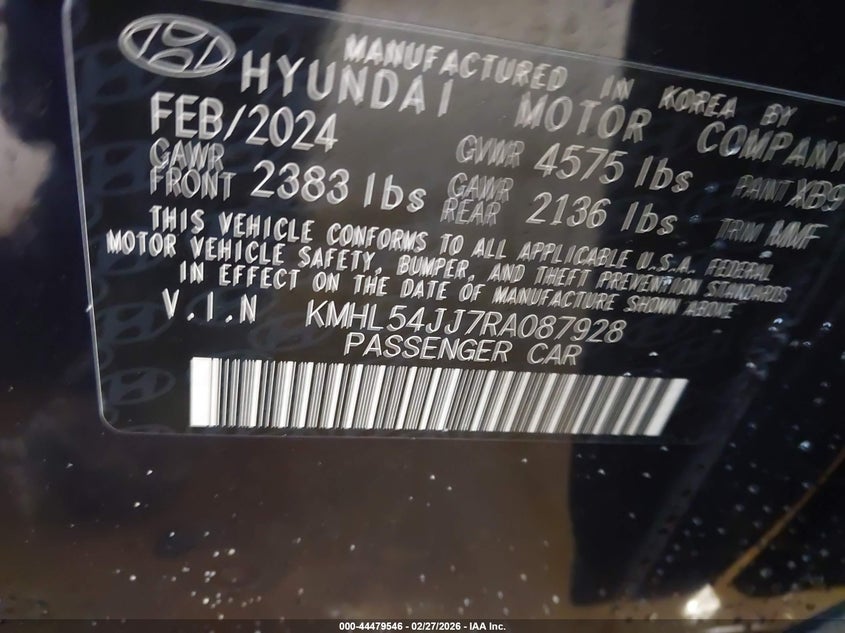 MANUFACTURED IN KOREA BY
HYUNDAI MOTOR COMPANY
FEB/2024 GVWR 4575 lbs PAINT XB9
GAWR FRONT 2383 lbs GAWR REAR 2136 lbs TRIM MMF
THIS VEHICLE CONFORMS TO ALL APPLICABLE U.S.A. FEDERAL
MOTOR VEHICLE SAFETY, BUMPER, AND THEFT PREVENTION STANDARDS
IN EFFECT ON THE DATE OF MANUFACTURE SHOWN ABOVE
V.I.N KMHL54JJ7RA087928
PASSENGER CAR
000-44479546 - 02/27/2026 - IAA Inc.